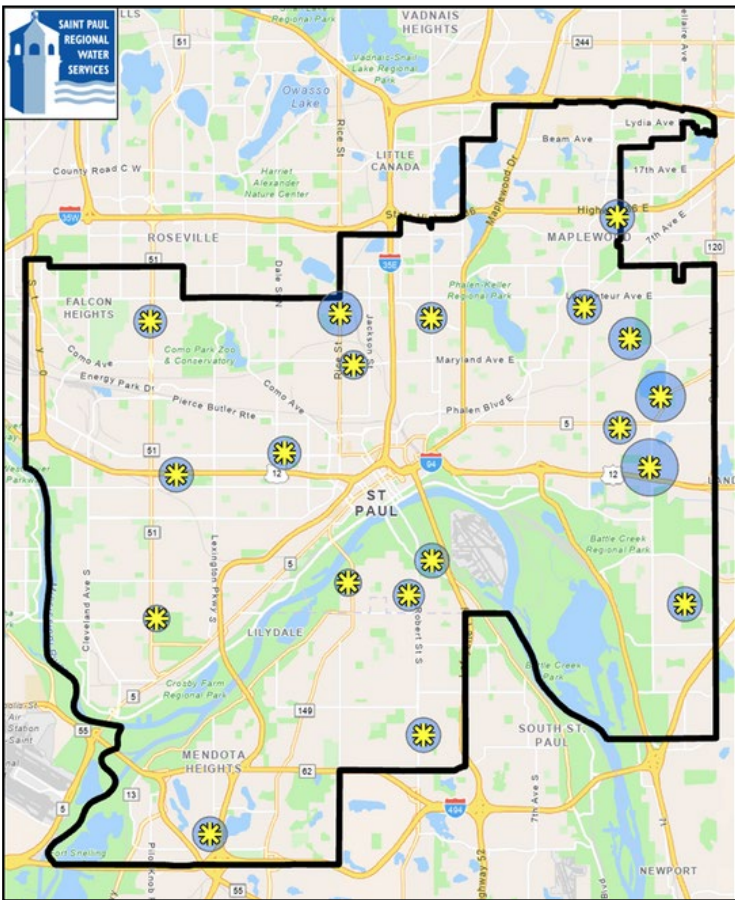 SAINT PAUL
REGIONAL
WATER
SERVICES
LLS
VADNAIS
HEIGHTS
51
244
Vadnais-Snail
Lake Regional
Park
Owasso
Lake
Rice St
Lydia Ave
Beam Ave
LITTLE
CANADA
County Road C W
Harriet
Alexander
Nature Center
17th Ave E
Maplewood Dr
35W
7th Ave E
ROSEVILLE
MAPLEWOOD
120
51
35E
Dale St N
Phalen-Keller
Regional Park
FALCON
HEIGHTS
Jackson St
Como Park Zoo
& Conservatory
Rice St
Maryland Ave E
Como Ave
Energy Park Dr
Como Ave
Pierce Butler Rte
Phalen Blvd E
5
51
94
12
12
LAND
ST
PAUL
51
Lexington Pkwy S
5
Battle Creek
Regional Park
Cleveland Ave S
LILYDALE
Robert St S
Crosby Farm
Regional Park
5
Battle Creek
Park
149
55
SOUTH ST.
PAUL
MENDOTA
HEIGHTS
62
13
5
7th Ave S
494
55
NEWPORT